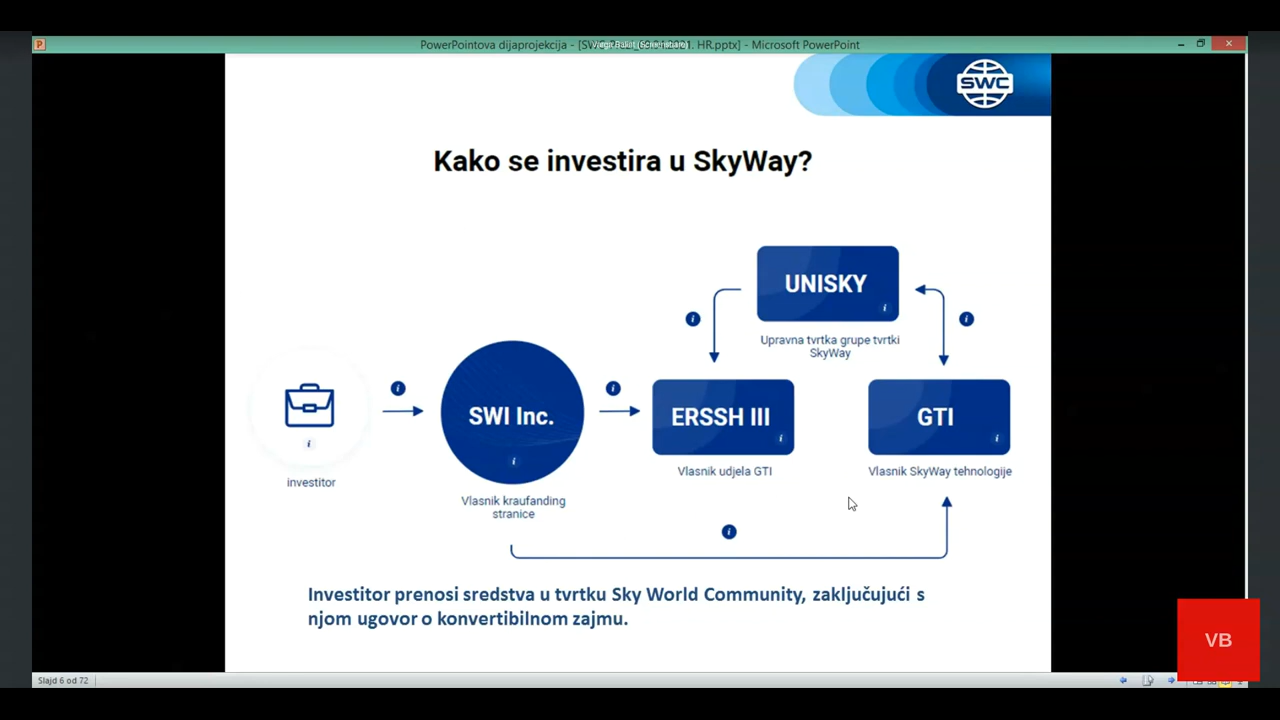 PowerPointova dijaprojekcija - [SWC
1. HR.pptx] - Microsoft PowerPoint
SWC
Kako se investira u SkyWay?
UNISKY
Upravna tvrtka grupe tvrtki
SkyWay
investitor
SWI Inc.
Vlasnik kraufanding
stranice
ERSSH III
Vlasnik udjela GTI
GTI
Vlasnik SkyWay tehnologije
Investitor prenosi sredstva u tvrtku Sky World Community, zaključujući s
njom ugovor o konvertibilnom zajmu.
VB
Slajd 6 od 72